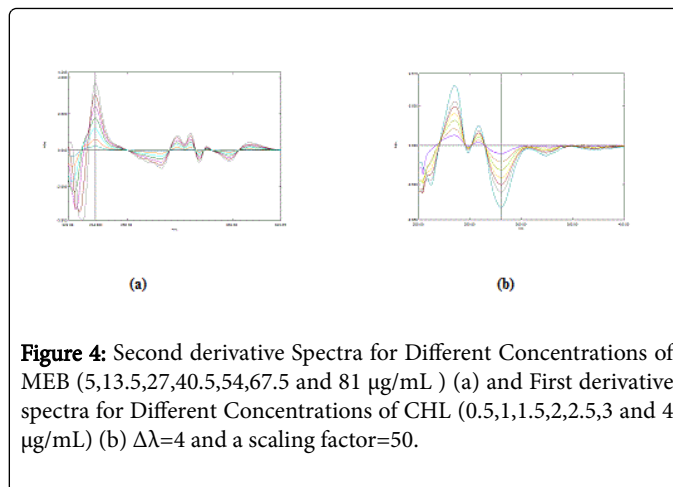 (a)
(b)
Figure 4: Second derivative Spectra for Different Concentrations of
MEB (5,13.5,27,40.5,54,67.5 and 81 μg/mL ) (a) and First derivative
spectra for Different Concentrations of CHL (0.5,1,1.5,2,2.5,3 and 4
μg/mL) (b) Δλ=4 and a scaling factor=50.